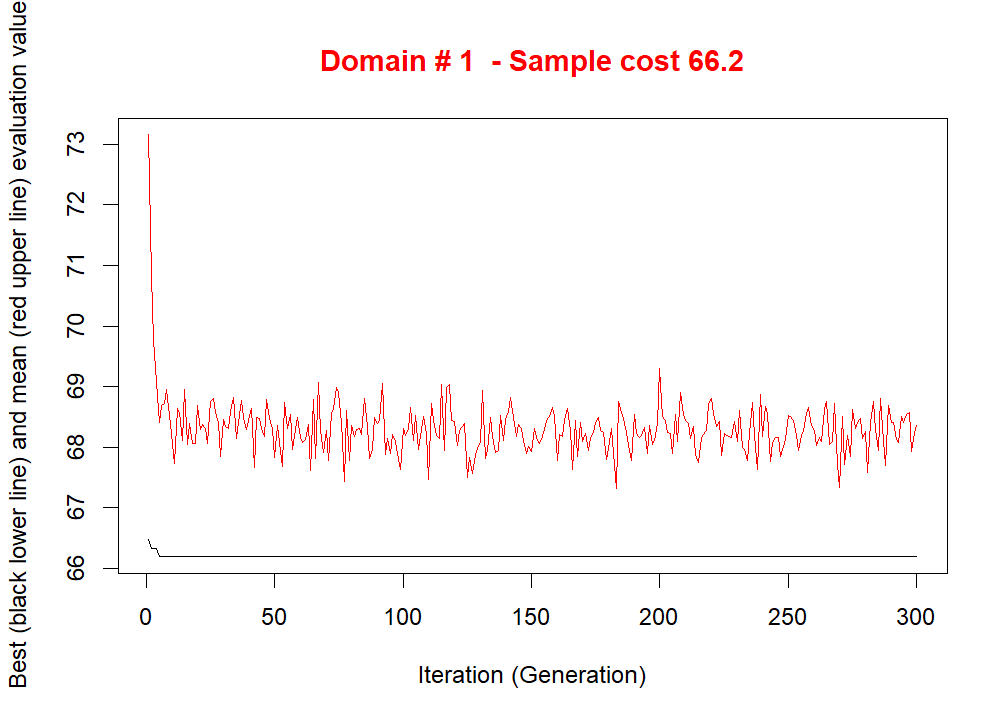 Domain # 1  - Sample cost 66.2
Best (black lower line) and mean (red upper line) evaluation value
73
72
71
70
69
68
67
66
0 50 100 150 200 250 300
Iteration (Generation)